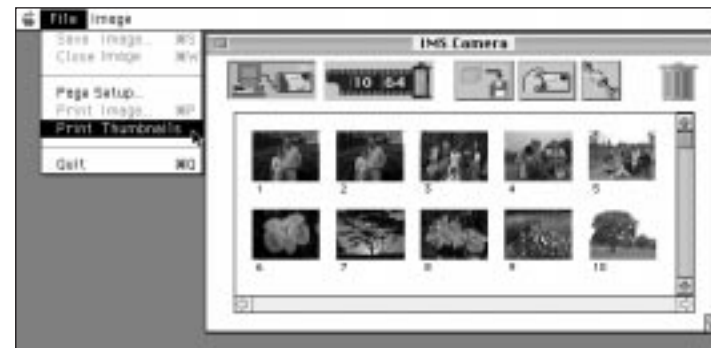 File Image
Save Image... ⌘S
Close Image ⌘W
Page Setup...
Print Image... ⌘P
Print Thumbnails
Quit ⌘Q
IMS Camera
10 64
1 2 3 4 5
6 7 8 9 10